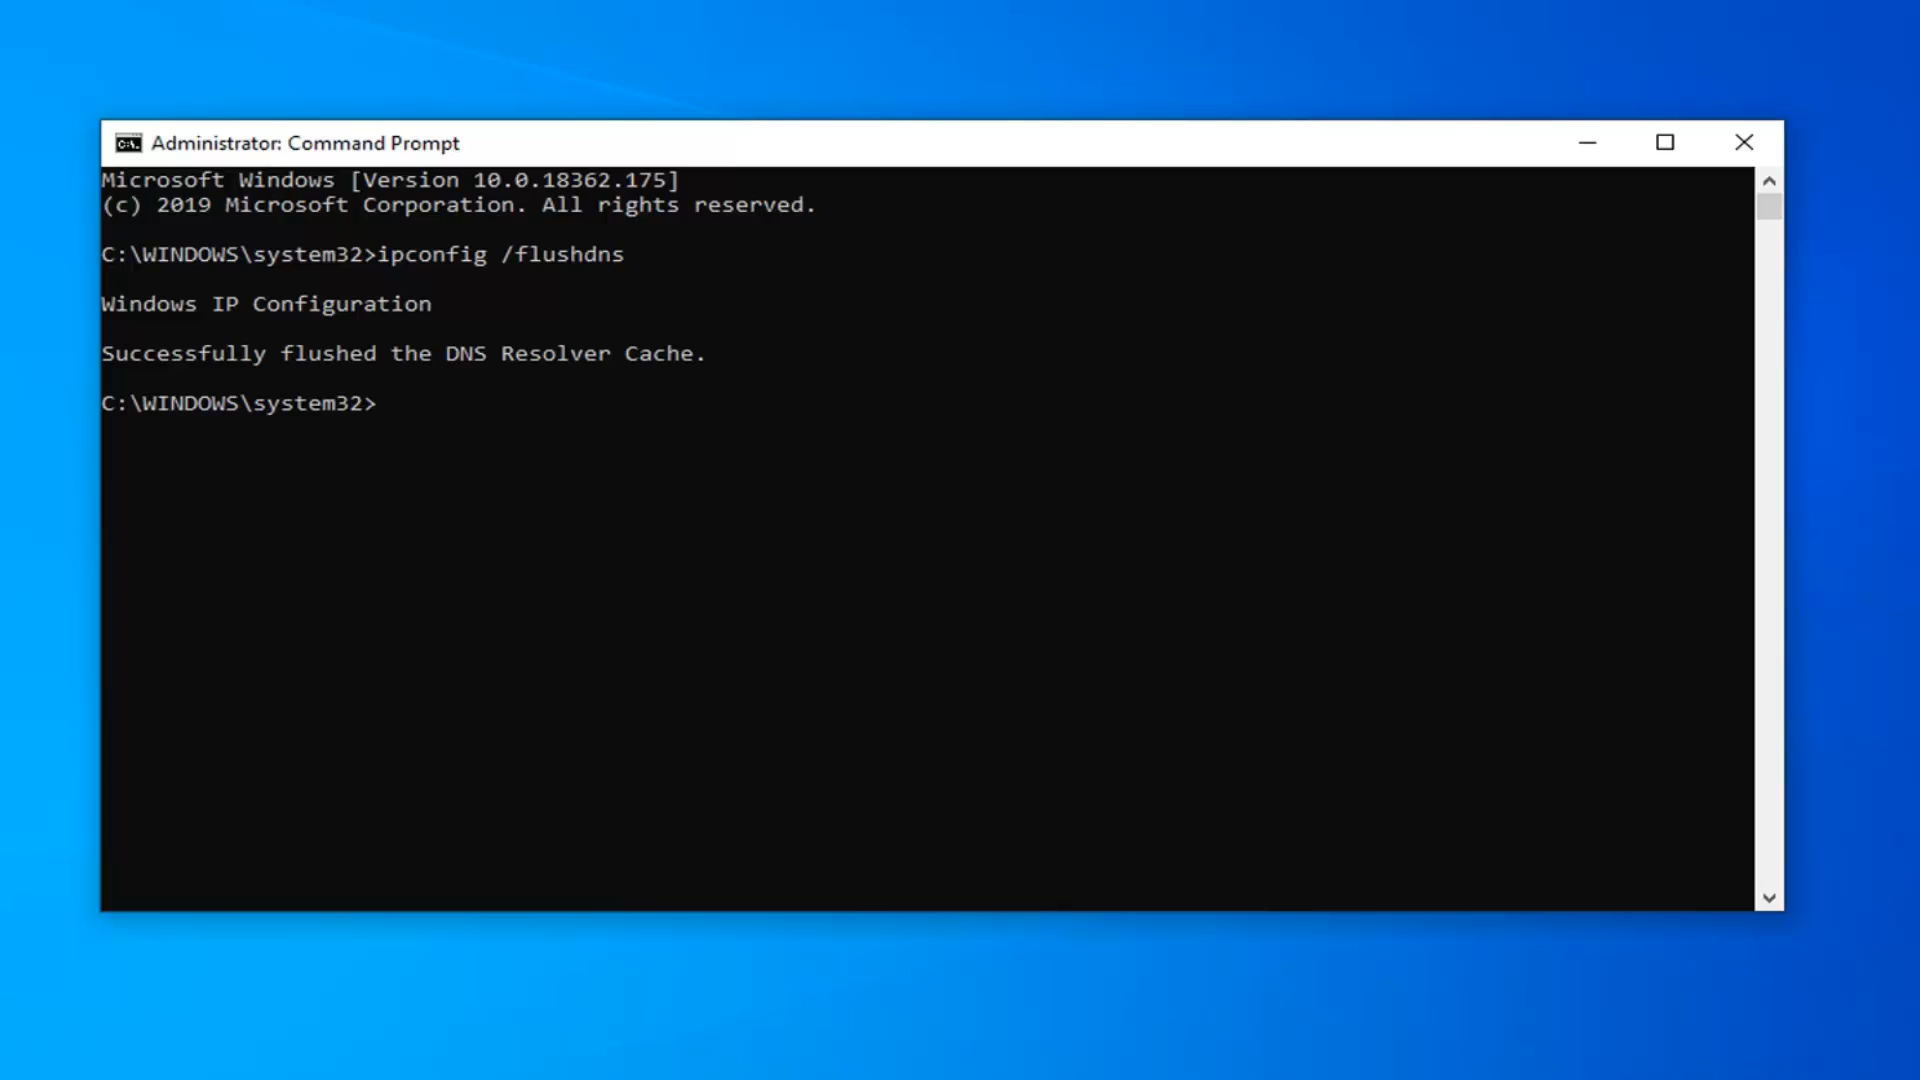 Administrator: Command Prompt
Microsoft Windows [Version 10.0.18362.175]
(c) 2019 Microsoft Corporation. All rights reserved.
C:\WINDOWS\system32>ipconfig /flushdns
Windows IP Configuration
Successfully flushed the DNS Resolver Cache.
C:\WINDOWS\system32>